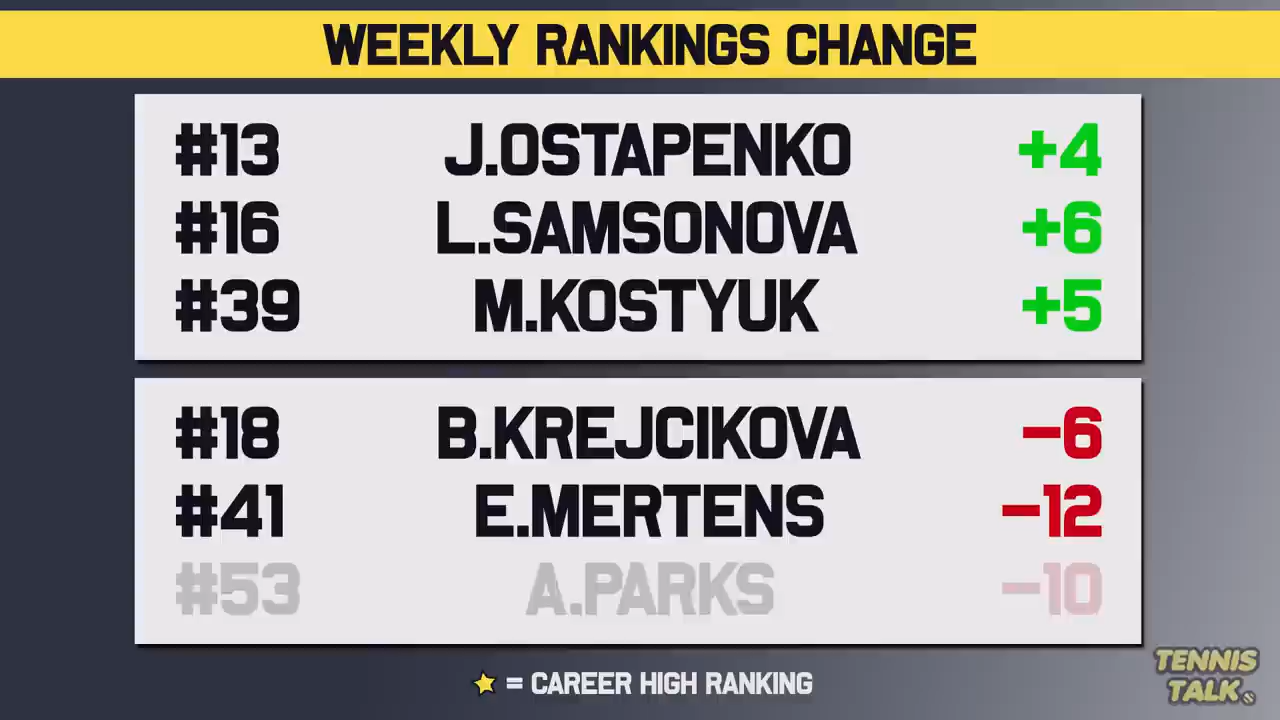 WEEKLY RANKINGS CHANGE
#13 J.OSTAPENKO +4
#16 L.SAMSONOVA +6
#39 M.KOSTYUK +5
#18 B.KREJCIKOVA -6
#41 E.MERTENS -12
#53 A.PARKS -10
= CAREER HIGH RANKING
TENNIS
TALK